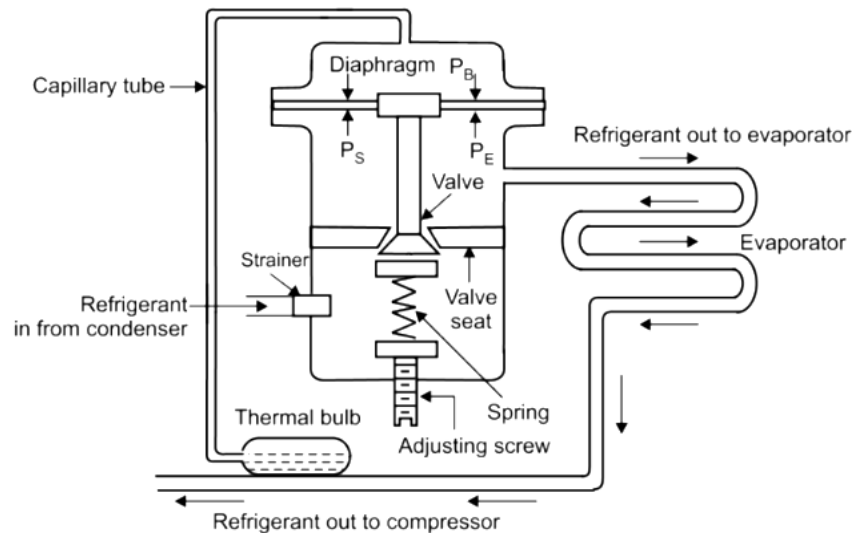 Diaphragm
P_B
Capillary tube
P_S
P_E
Refrigerant out to evaporator
Valve
Evaporator
Strainer
Refrigerant
in from condenser
Valve
seat
Thermal bulb
Spring
Adjusting screw
Refrigerant out to compressor